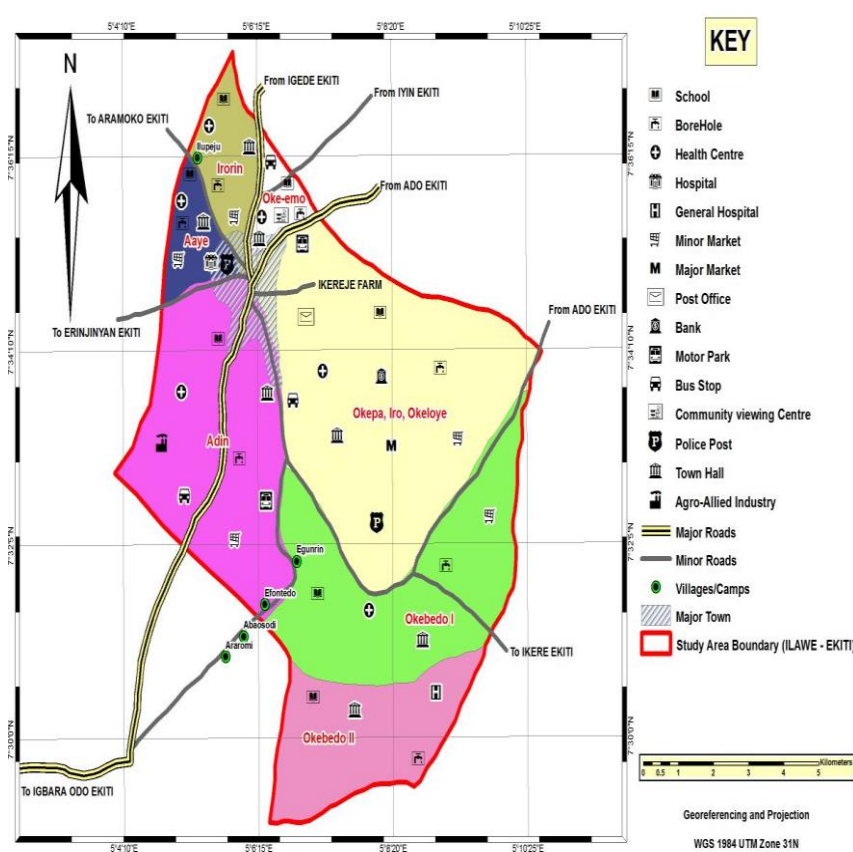 5°4'10"E
5°6'15"E
5°8'20"E
5°10'25"E
KEY
N
From IGEDE EKITI
From IYIN EKITI
To ARAMOKO EKITI
Ilupeju
Irorin
From ADO EKITI
Oke-emo
Aaye
IKEREJE FARM
To ERINJINYAN EKITI
From ADO EKITI
Okepa, Iro, Okeloye
M
Adin
P
P
Egunrin
Efontedo
Okebedo I
Abaosodi
Araromi
To IKERE EKITI
H
Okebedo II
To IGBARA ODO EKITI
7°36'15"N
7°34'10"N
7°32'5"N
7°30'0"N
7°36'15"N
7°34'10"N
7°32'5"N
7°30'0"N
5°4'10"E
5°6'15"E
5°8'20"E
5°10'25"E
School
BoreHole
Health Centre
Hospital
H General Hospital
Minor Market
M Major Market
Post Office
Bank
Motor Park
Bus Stop
Community viewing Centre
P Police Post
Town Hall
Agro-Allied Industry
Major Roads
Minor Roads
Villages/Camps
Major Town
Study Area Boundary (ILAWE - EKITI)
Kilometers
0 0.5 1 2 3 4 5
Georeferencing and Projection
WGS 1984 UTM Zone 31N